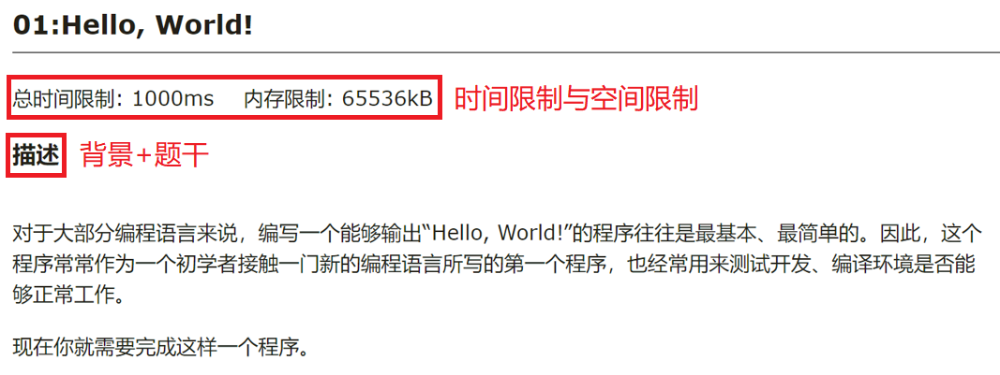 01:Hello, World!
总时间限制: 1000ms 内存限制: 65536kB 时间限制与空间限制
描述 背景+题干
对于大部分编程语言来说，编写一个能够输出“Hello, World!”的程序往往是最基本、最简单的。因此，这个
程序常常作为一个初学者接触一门新的编程语言所写的第一个程序，也经常用来测试开发、编译环境是否能
够正常工作。
现在你就需要完成这样一个程序。